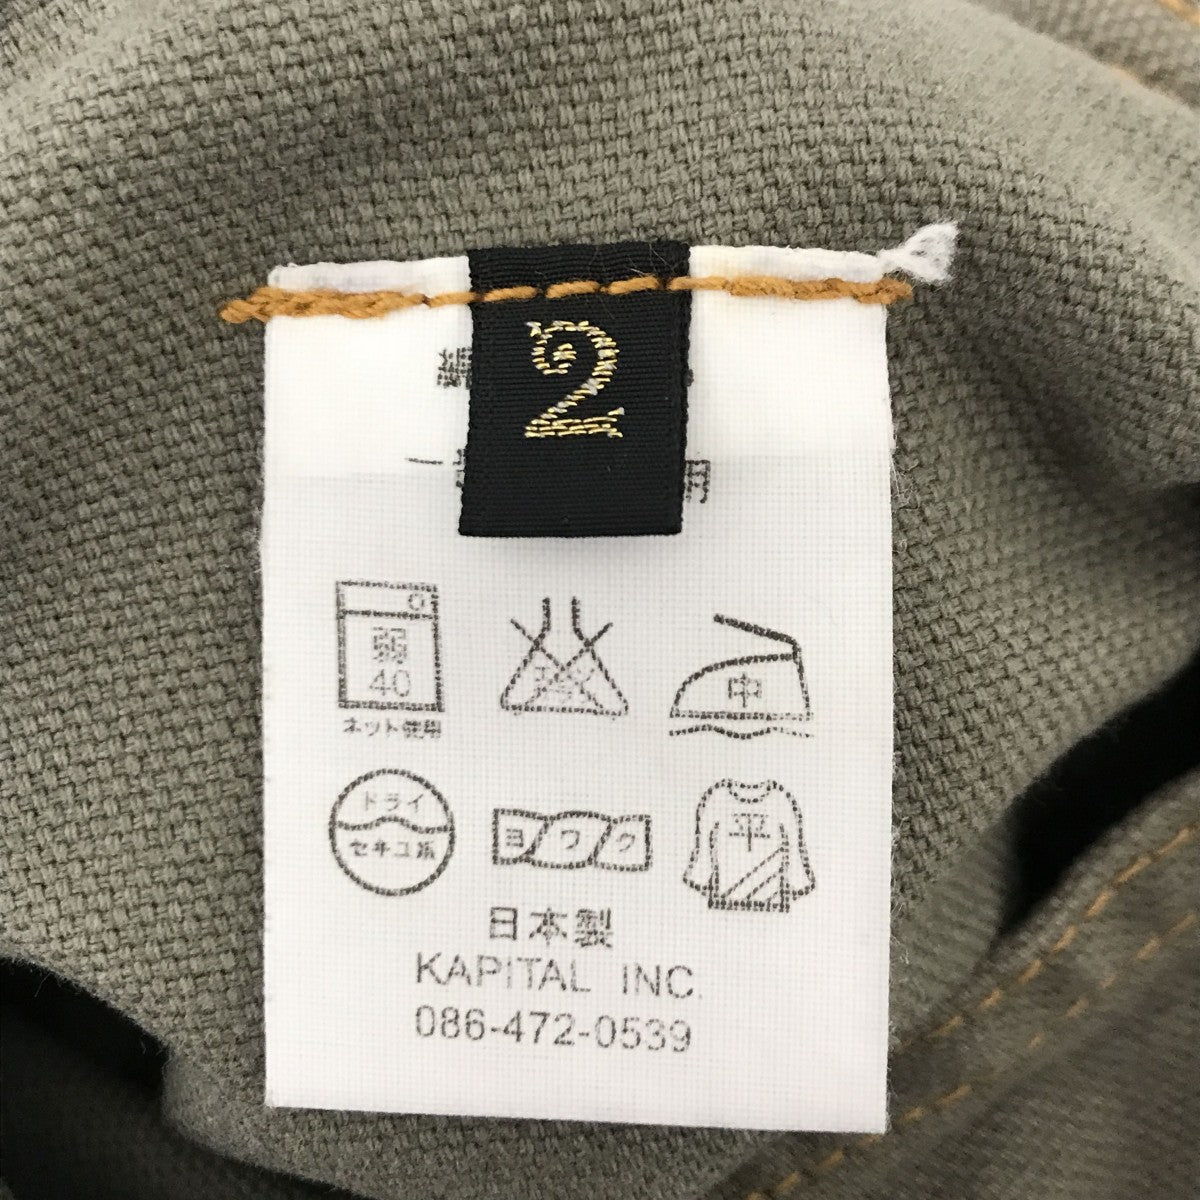 2
弱
40
ネット使用
中
ドライ
セキユ系
ヨワク
平
日本製
KAPITAL INC.
086-472-0539